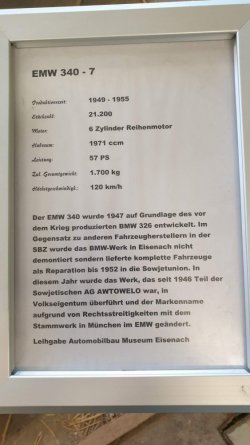 EMW 340 - 7
Produktionszeit: 1949 - 1955
Stückzahl: 21.200
Motor: 6 Zylinder Reihenmotor
Hubraum: 1971 ccm
Leistung: 57 PS
Zul. Gesamtgewicht: 1.700 kg
Höchstgeschwindigk.: 120 km/h
Der EMW 340 wurde 1947 auf Grundlage des vor
dem Krieg produzierten BMW 326 entwickelt. Im
Gegensatz zu anderen Fahrzeugherstellern in der
SBZ wurde das BMW-Werk in Eisenach nicht
demontiert sondern lieferte komplette Fahrzeuge
als Reparation bis 1952 in die Sowjetunion. In
diesem Jahr wurde das Werk, das seit 1946 Teil der
Sowjetischen AG AWTOWELO war, in
Volkseigentum überführt und der Markenname
aufgrund von Rechtsstreitigkeiten mit dem
Stammwerk in München im EMW geändert.
Leihgabe Automobilbau Museum Eisenach